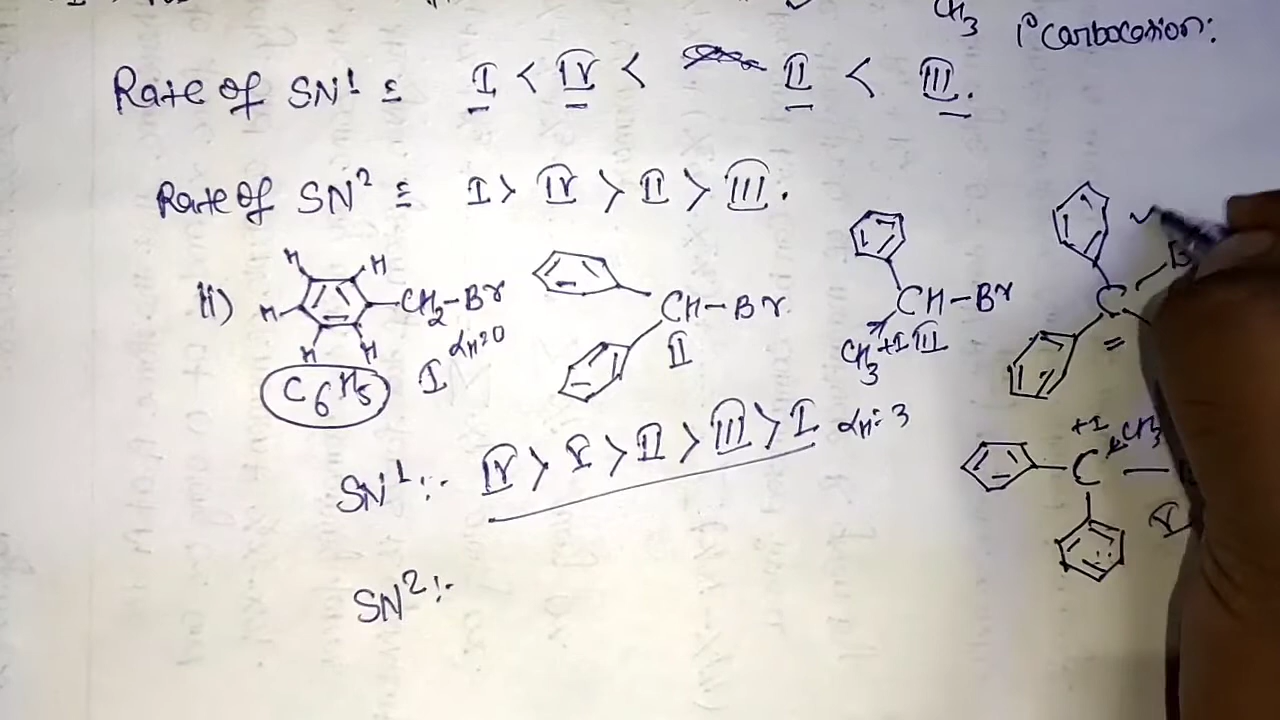 CH3
1° Carbocation:
Rate of SN1 = I < IV < II < III.
Rate of SN2 = I > IV > II > III.
ii)
H H H H H CH2-Br
C6H5
I αH=0
CH-Br
II
CH-Br
CH3 +I III
C
SN1:- IV > V > II > III > I αH=3
+I CH3
C
V
SN2:-